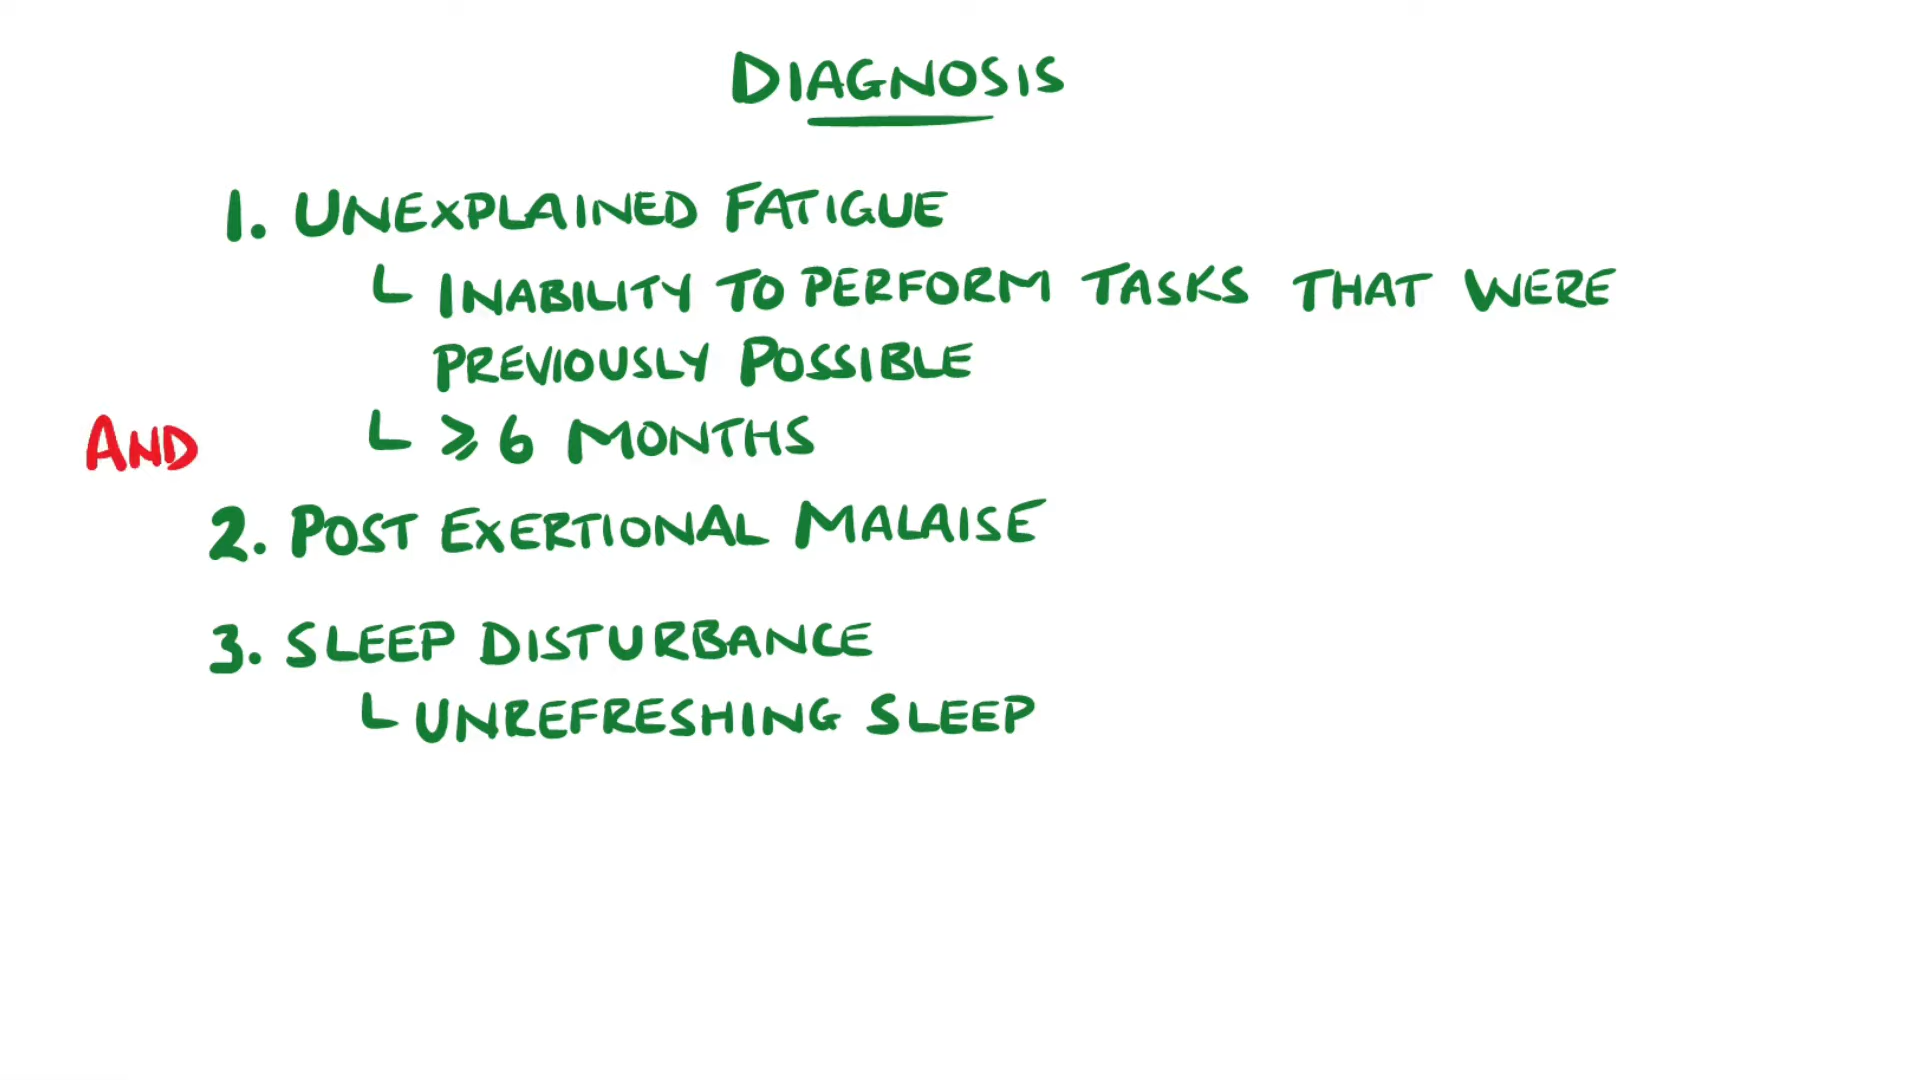 DIAGNOSIS
1. UNEXPLAINED FATIGUE
INABILITY TO PERFORM TASKS THAT WERE
PREVIOUSLY POSSIBLE
AND
≥ 6 MONTHS
2. POST EXERTIONAL MALAISE
3. SLEEP DISTURBANCE
UNREFRESHING SLEEP